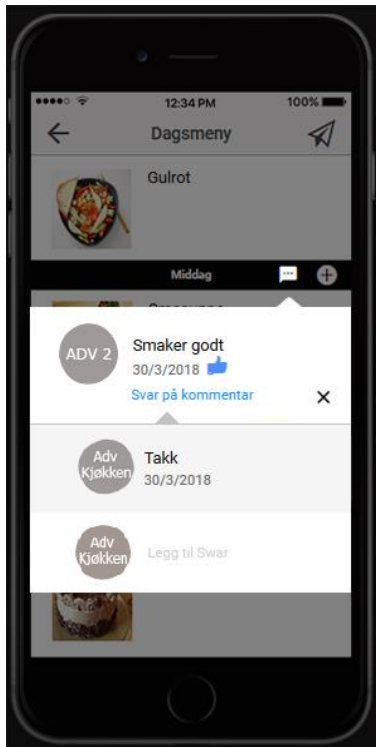 12:34 PM
100%
Dagsmeny
Gulrot
Middag
ADV 2
Smaker godt
30/3/2018
Svar på kommentar
Adv
Kjøkken
Takk
30/3/2018
Adv
Kjøkken
Legg til Swar